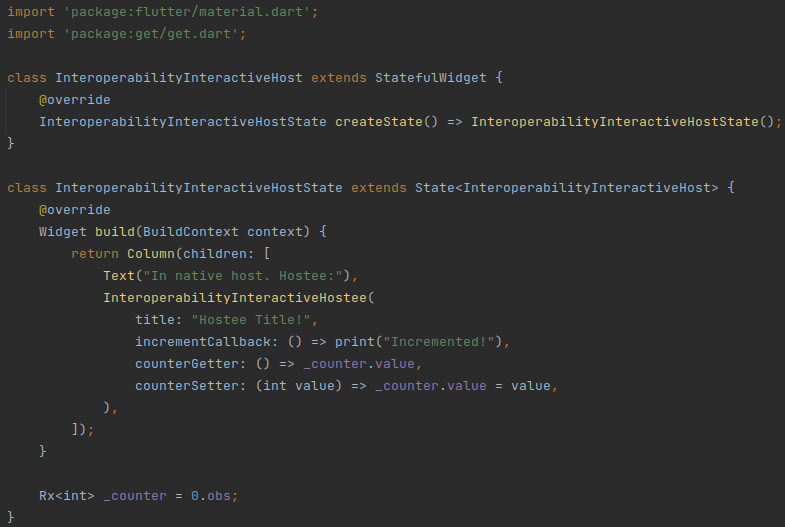 import 'package:flutter/material.dart';
import 'package:get/get.dart';
class InteroperabilityInteractiveHost extends StatefulWidget {
@override
InteroperabilityInteractiveHostState createState() => InteroperabilityInteractiveHostState();
}
class InteroperabilityInteractiveHostState extends State<InteroperabilityInteractiveHost> {
@override
Widget build(BuildContext context) {
return Column(children: [
Text("In native host. Hostee:"),
InteroperabilityInteractiveHostee(
title: "Hostee Title!",
incrementCallback: () => print("Incremented!"),
counterGetter: () => _counter.value,
counterSetter: (int value) => _counter.value = value,
),
]);
}
Rx<int> _counter = 0.obs;
}